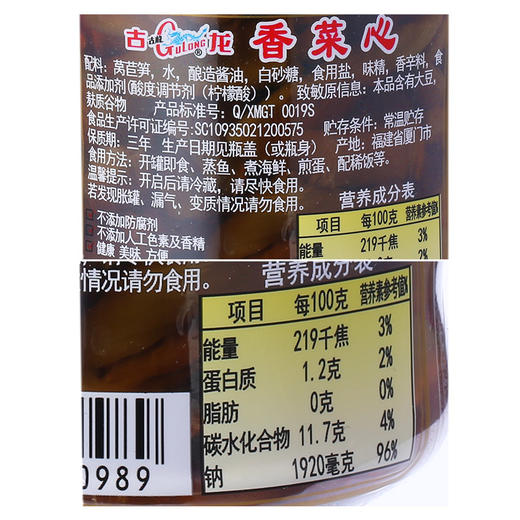 古龙 GULONG® 龙 香菜心
配料:莴苣笋,水,酿造酱油,白砂糖,食用盐,味精,香辛料,食
品添加剂(酸度调节剂(柠檬酸))。致敏原信息:本品含有大豆,
麸质谷物 产品标准号:Q/XMGT 0019S
食品生产许可证编号:SC10935021200575 贮存条件:常温贮存
保质期:三年 生产日期见瓶盖(或瓶身) 产地:福建省厦门市
食用方法:开罐即食、蒸鱼、煮海鲜、煎蛋、配稀饭等。
温馨提示:开启后请冷藏,请尽快食用。
若发现胀罐、漏气、变质情况请勿食用。
营养成分表
项目 每100克 营养素参考值%
能量 219千焦 3%
2%
不添加防腐剂
不添加人工色素及香精
健康 美味 方便
情况请勿食用。
营养成分表
项目 每100克 营养素参考值%
能量 219千焦 3%
蛋白质 1.2克 2%
脂肪 0克 0%
碳水化合物 11.7克 4%
钠 1920毫克 96%
0989